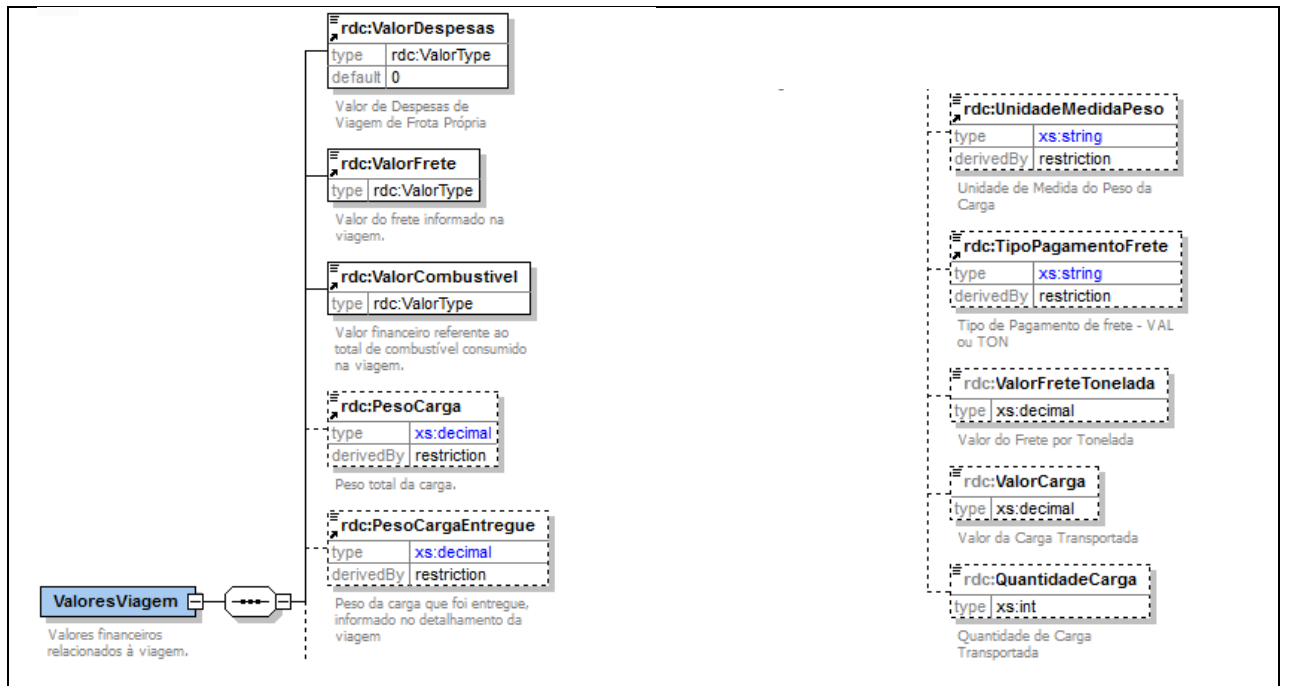 rdc:ValorDespesas
type rdc:ValorType
default 0
Valor de Despesas de
Viagem de Frota Própria
rdc:ValorFrete
type rdc:ValorType
Valor do frete informado na
viagem.
rdc:ValorCombustivel
type rdc:ValorType
Valor financeiro referente ao
total de combustível consumido
na viagem.
rdc:PesoCarga
type xs:decimal
derivedBy restriction
Peso total da carga.
rdc:PesoCargaEntregue
type xs:decimal
derivedBy restriction
Peso da carga que foi entregue,
informado no detalhamento da
viagem
ValoresViagem
Valores financeiros
relacionados à viagem.
rdc:UnidadeMedidaPeso
type xs:string
derivedBy restriction
Unidade de Medida do Peso da
Carga
rdc:TipoPagamentoFrete
type xs:string
derivedBy restriction
Tipo de Pagamento de frete - VAL
ou TON
rdc:ValorFreteTonelada
type xs:decimal
Valor do Frete por Tonelada
rdc:ValorCarga
type xs:decimal
Valor da Carga Transportada
rdc:QuantidadeCarga
type xs:int
Quantidade de Carga
Transportada